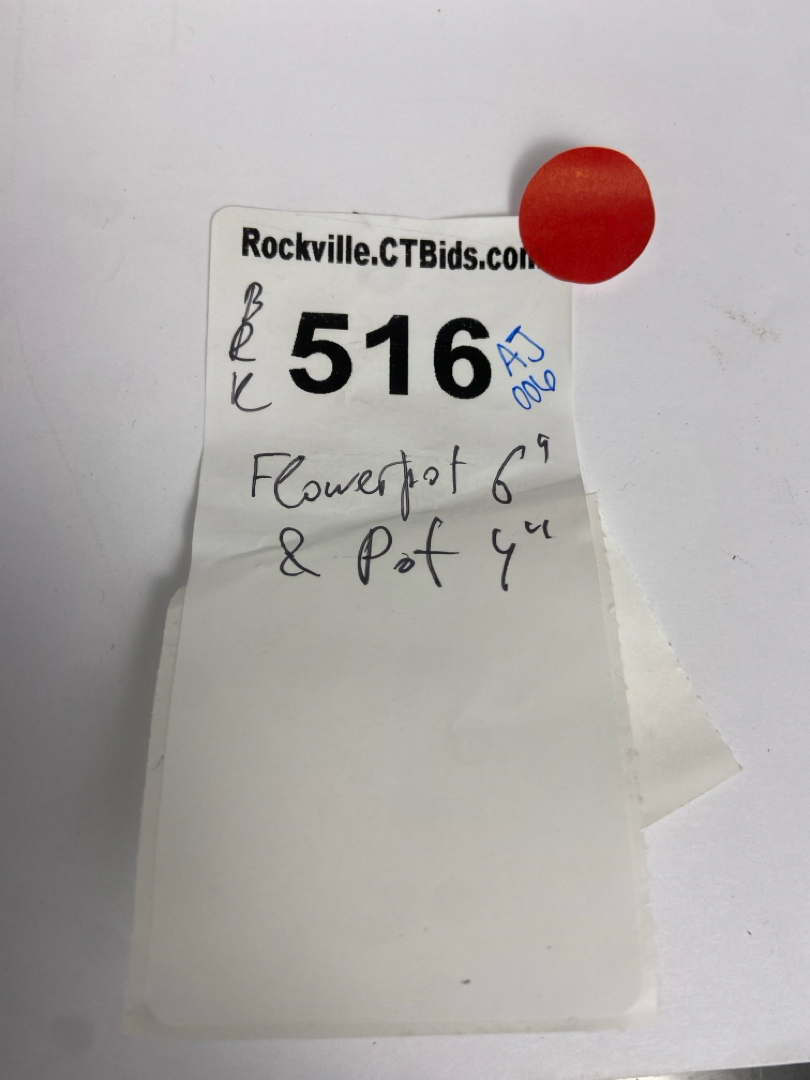 Rockville.CTBids.com
B
R
K
516
AJ
006
Flowerpot 6"
& Pot 4"